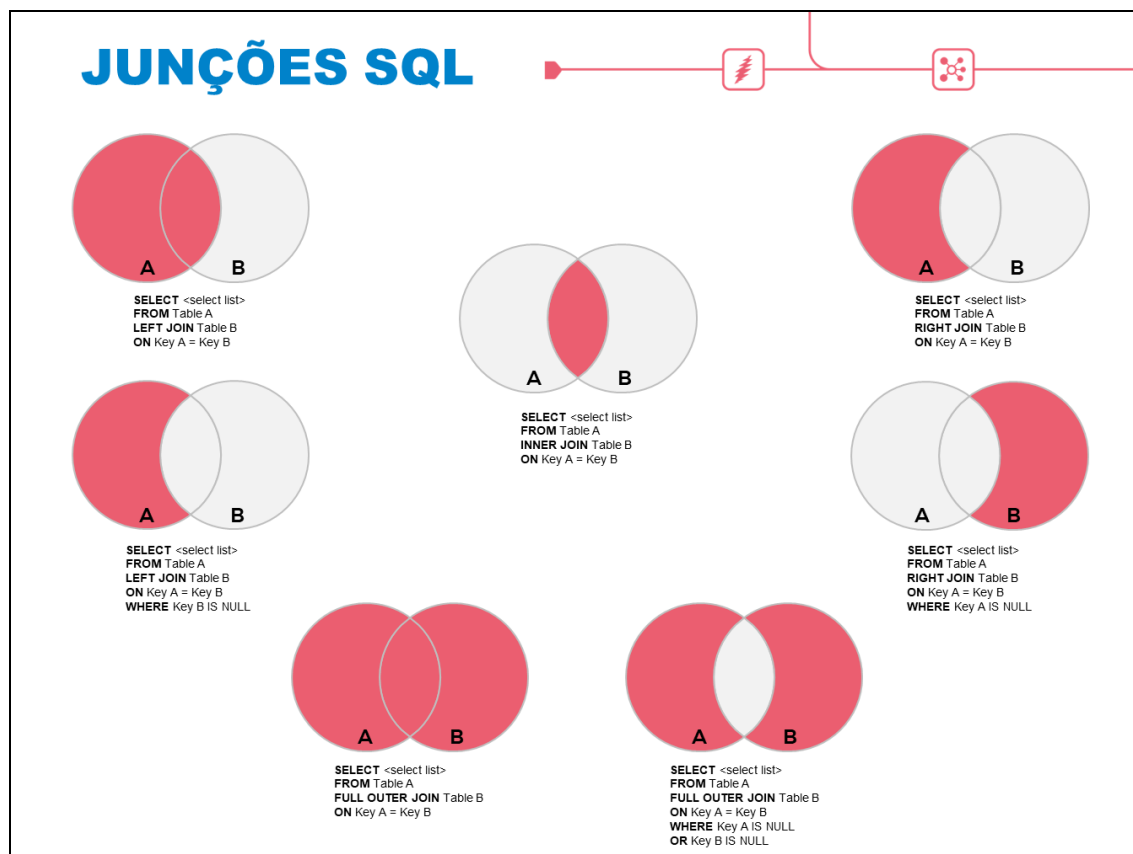 JUNÇÕES SQL
A B
SELECT <select list>
FROM Table A
LEFT JOIN Table B
ON Key A = Key B
A B
SELECT <select list>
FROM Table A
RIGHT JOIN Table B
ON Key A = Key B
A B
SELECT <select list>
FROM Table A
INNER JOIN Table B
ON Key A = Key B
A B
SELECT <select list>
FROM Table A
LEFT JOIN Table B
ON Key A = Key B
WHERE Key B IS NULL
A B
SELECT <select list>
FROM Table A
RIGHT JOIN Table B
ON Key A = Key B
WHERE Key A IS NULL
A B
SELECT <select list>
FROM Table A
FULL OUTER JOIN Table B
ON Key A = Key B
A B
SELECT <select list>
FROM Table A
FULL OUTER JOIN Table B
ON Key A = Key B
WHERE Key A IS NULL
OR Key B IS NULL